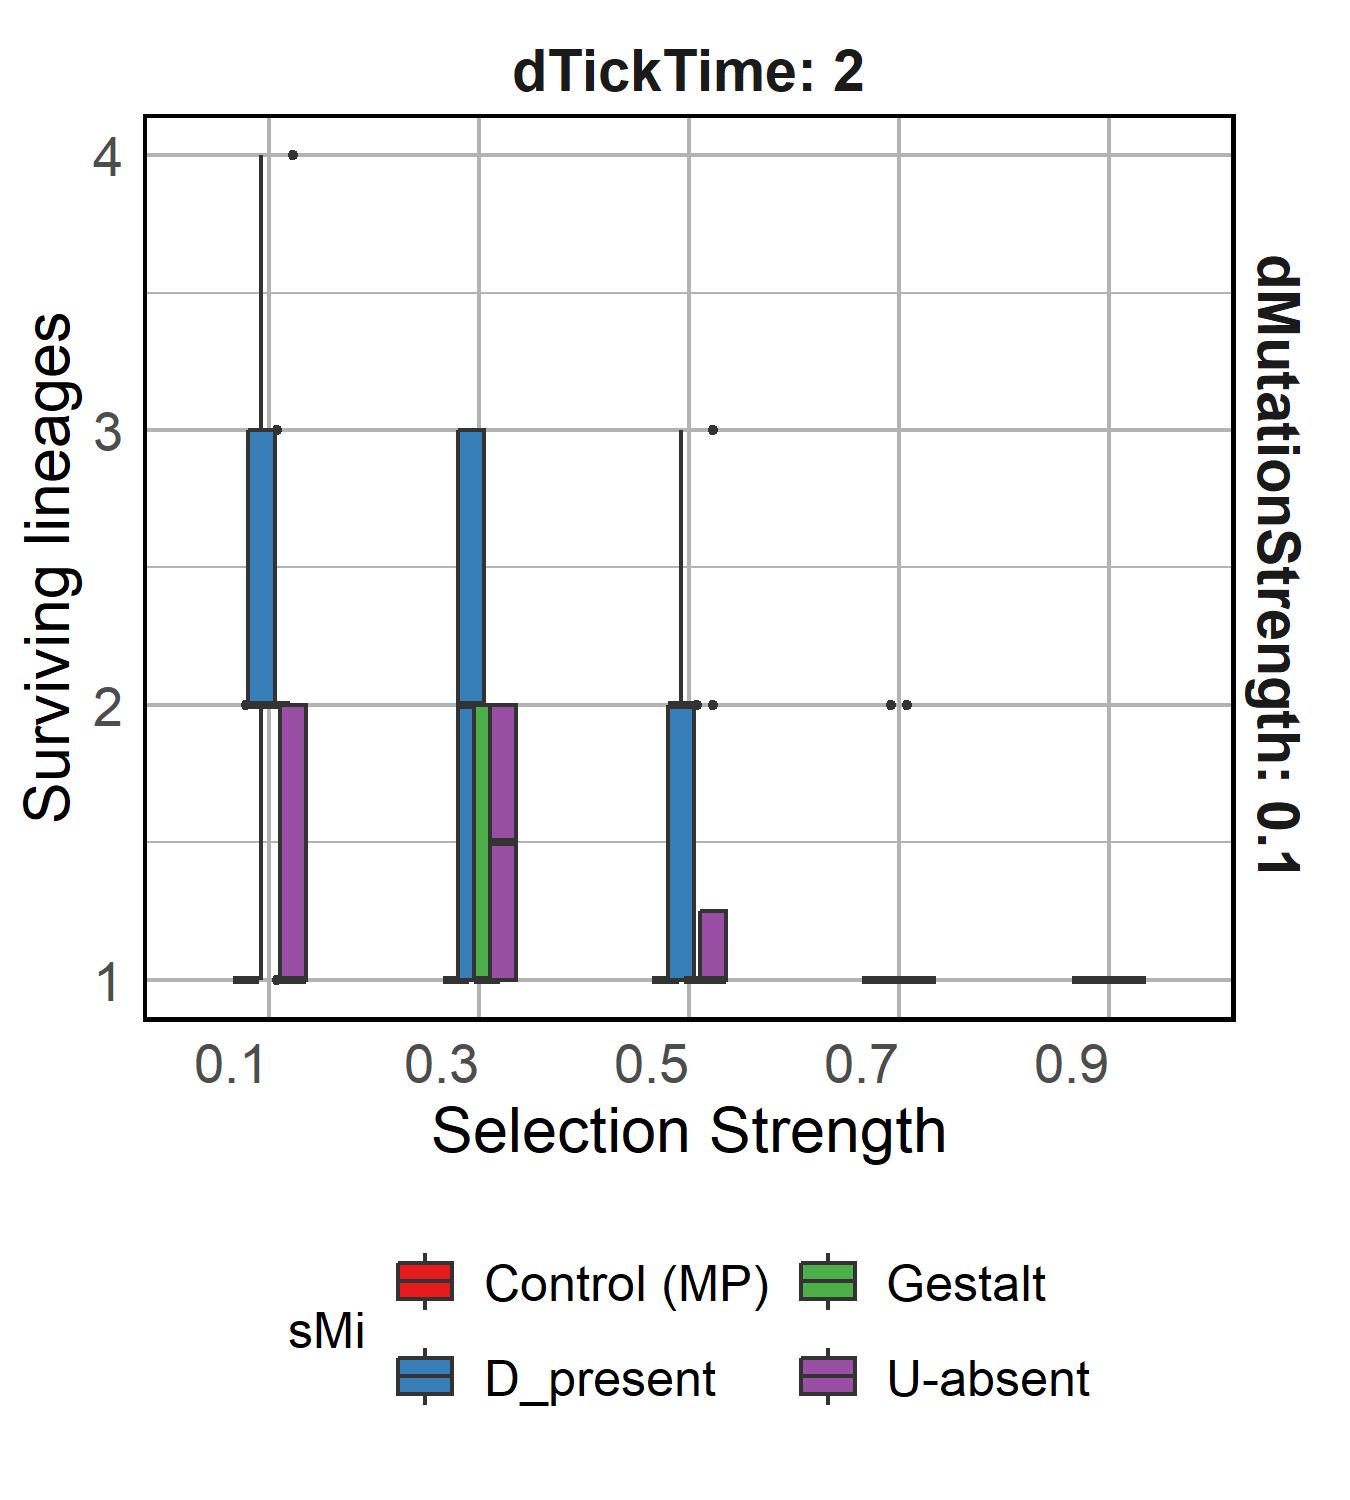 dTickTime: 2
4
3
2
1
Surviving lineages
dMutationStrength: 0.1
0.1 0.3 0.5 0.7 0.9
Selection Strength
sMi
Control (MP) Gestalt
D_present U-absent